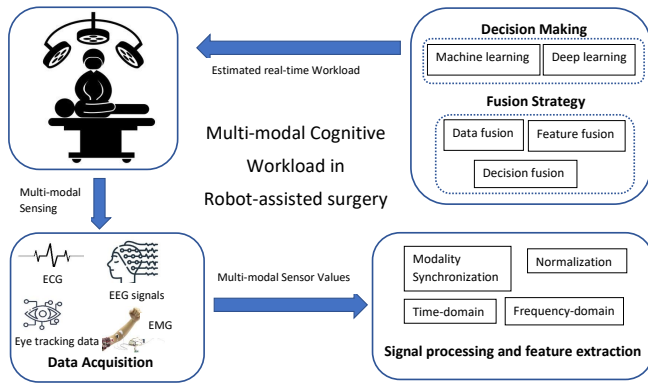 Decision Making
Machine learning
Deep learning
Fusion Strategy
Data fusion
Feature fusion
Decision fusion
Estimated real-time Workload
Multi-modal Cognitive
Workload in
Robot-assisted surgery
Multi-modal
Sensing
ECG
EEG signals
Eye tracking data
EMG
Data Acquisition
Multi-modal Sensor Values
Modality
Synchronization
Normalization
Time-domain
Frequency-domain
Signal processing and feature extraction